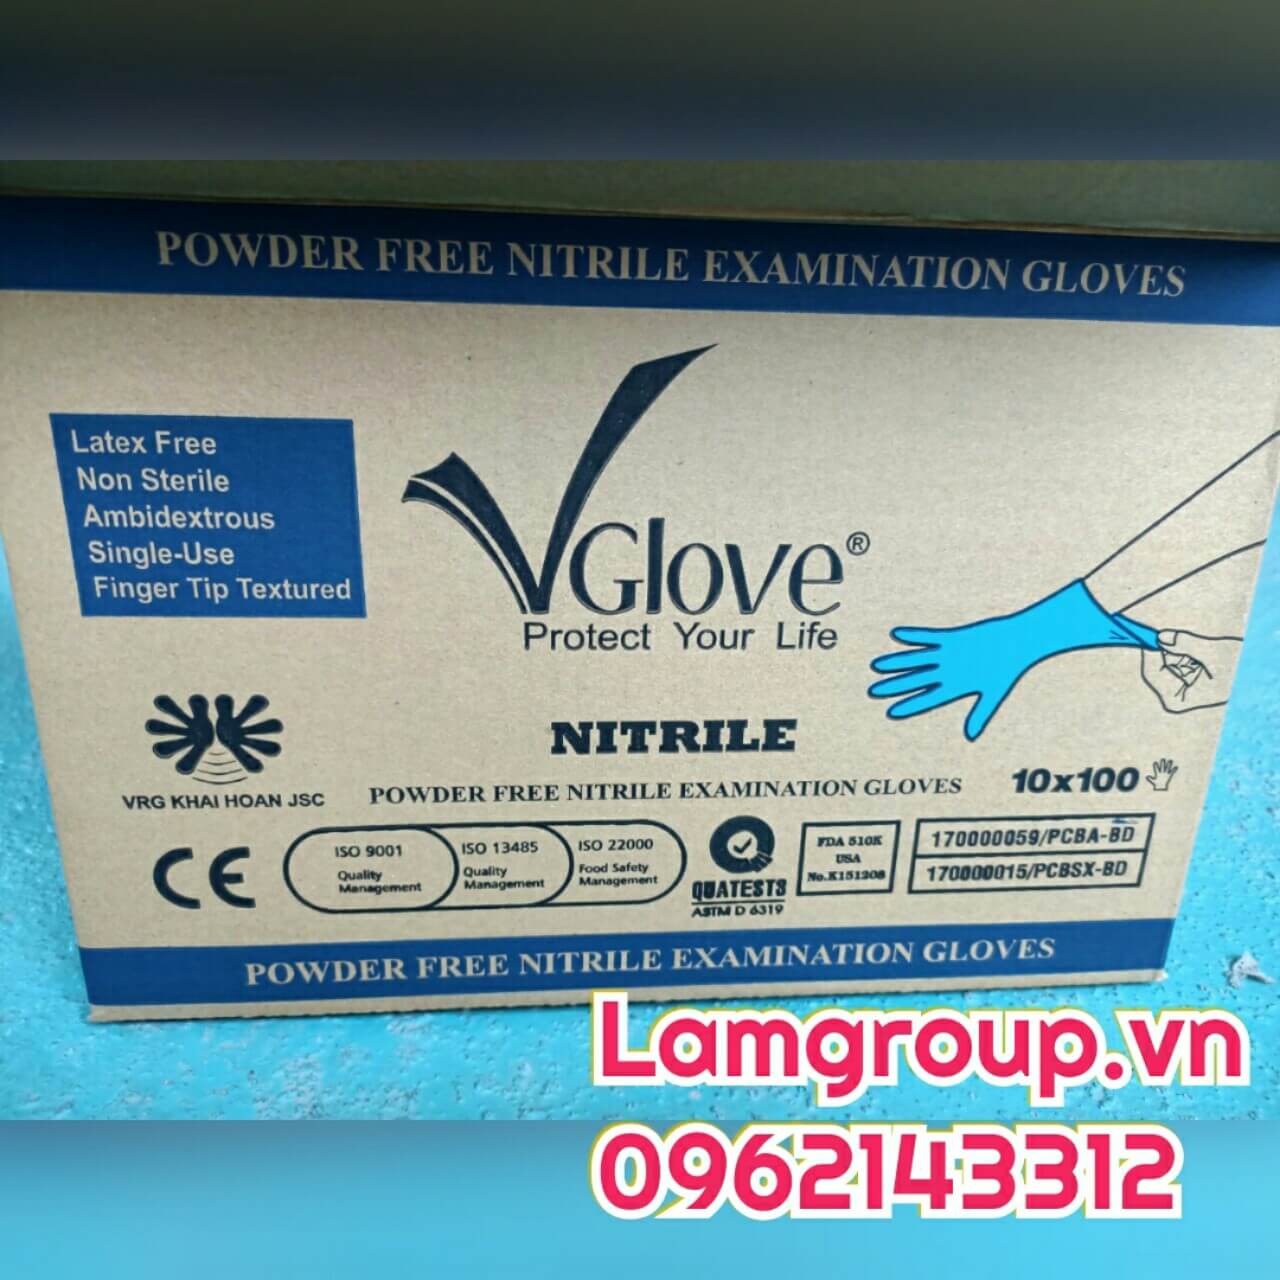 POWDER FREE NITRILE EXAMINATION GLOVES
Latex Free
Non Sterile
Ambidextrous
Single-Use
Finger Tip Textured
VGlove®
Protect Your Life
NITRILE
POWDER FREE NITRILE EXAMINATION GLOVES
10x100
VRG KHAI HOAN JSC
CE
ISO 9001
Quality
Management
ISO 13485
Quality
Management
ISO 22000
Food Safety
Management
QUATEST3
ASTM D 6319
FDA 510K
USA
No.K151208
170000059/PCBA-BD
170000015/PCBSX-BD
POWDER FREE NITRILE EXAMINATION GLOVES
Lamgroup.vn
0962143312